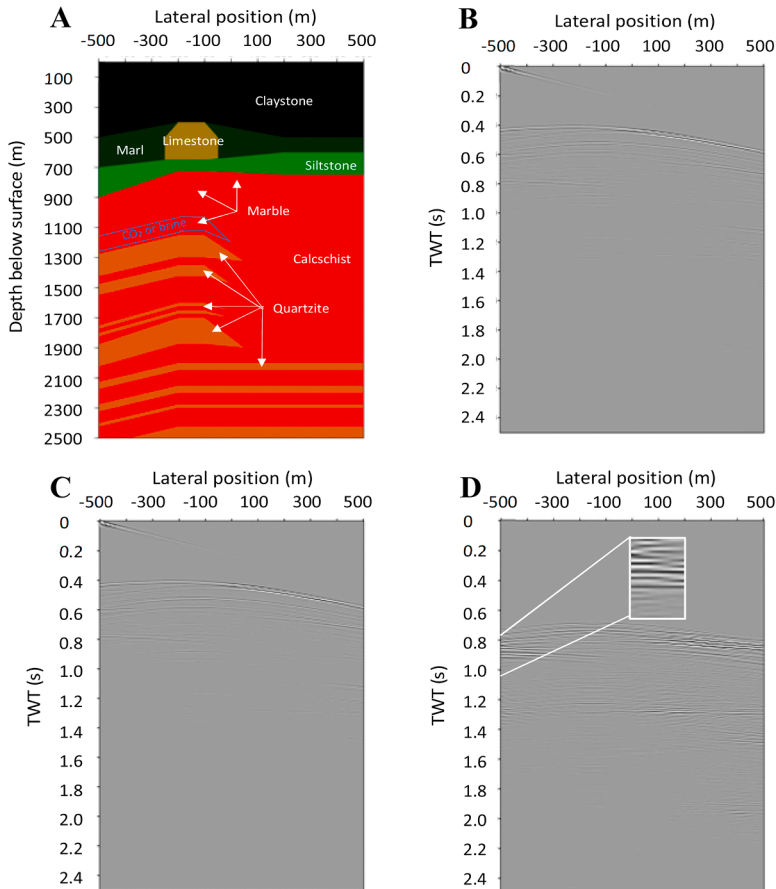 A
Lateral position (m)
-500 -300 -100 100 300 500
Depth below surface (m)
100
300
500
700
900
1100
1300
1500
1700
1900
2100
2300
2500
Claystone
Limestone
Marl
Siltstone
Marble
CO₂ or brine
Calcschist
Quartzite
B
Lateral position (m)
-500 -300 -100 100 300 500
TWT (s)
0
0.2
0.4
0.6
0.8
1.0
1.2
1.4
1.6
1.8
2.0
2.2
2.4
C
Lateral position (m)
-500 -300 -100 100 300 500
TWT (s)
0
0.2
0.4
0.6
0.8
1.0
1.2
1.4
1.6
1.8
2.0
2.2
2.4
D
Lateral position (m)
-500 -300 -100 100 300 500
TWT (s)
0
0.2
0.4
0.6
0.8
1.0
1.2
1.4
1.6
1.8
2.0
2.2
2.4